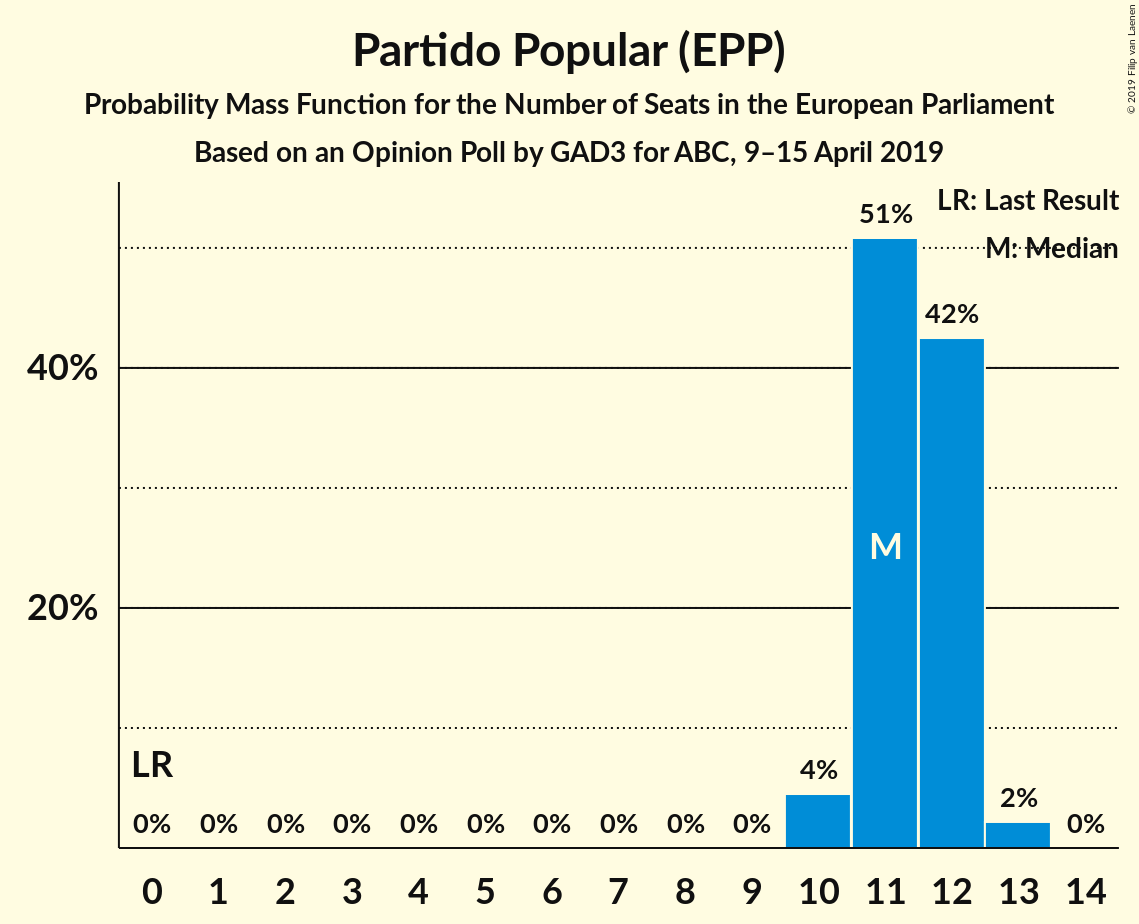 Partido Popular (EPP)
Probability Mass Function for the Number of Seats in the European Parliament
Based on an Opinion Poll by GAD3 for ABC, 9–15 April 2019
© 2019 Filip van Laenen
LR: Last Result
M: Median
51%
42%
40%
M
20%
LR
4%
2%
0% 0% 0% 0% 0% 0% 0% 0% 0% 0% 0%
0 1 2 3 4 5 6 7 8 9 10 11 12 13 14